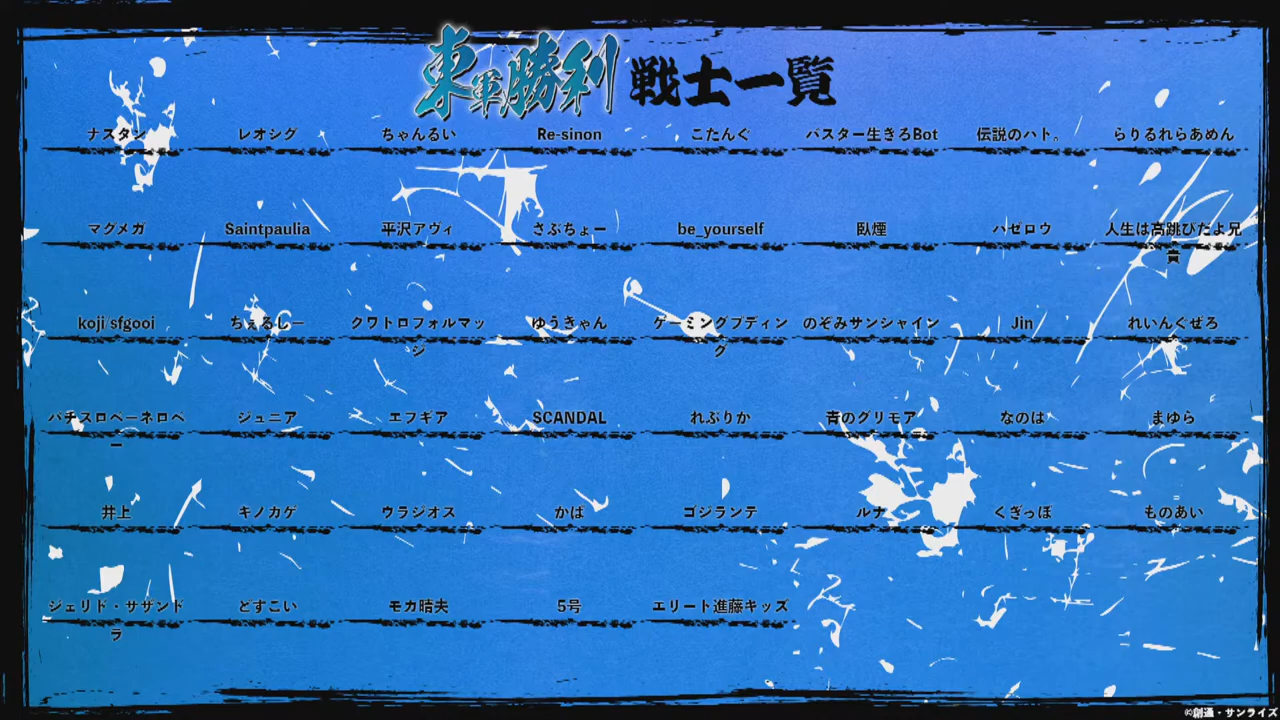 東軍勝利 戦士一覧
ナスタン レオシグ ちゃんるい Re-sinon こたんぐ バスター生きろBot 伝説のハト。 らりるれらあめん
マグメガ Saintpaulia 平沢アヴィ さぶちょー be_yourself 臥煙 ハゼロウ 人生は高跳びだよ兄
貴
koji sfgooi ちぇるしー クワトロフォルマッ ゆうきゃん ゲーミングプディン のぞみサンシャイン Jin れいんぐぜろ
ジ グ
パチスロペーネロペ ジュニア エフギア SCANDAL れぷりか 青のグリモア なのは まゆら
ー
井上 キノカゲ ウラジオス かば ゴジランテ ルナ くぎっぽ ものあい
ジェリド・サザンド どすこい モカ晴夫 5号 エリート進藤キッズ
ラ
©創通・サンライズ